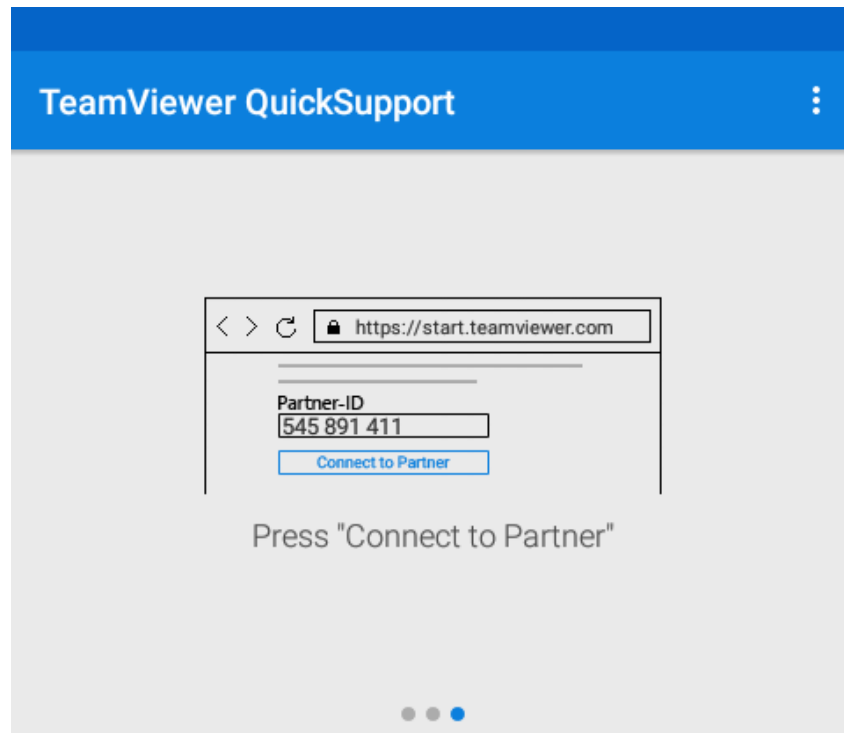 TeamViewer QuickSupport
https://start.teamviewer.com
Partner-ID
545 891 411
Connect to Partner
Press "Connect to Partner"